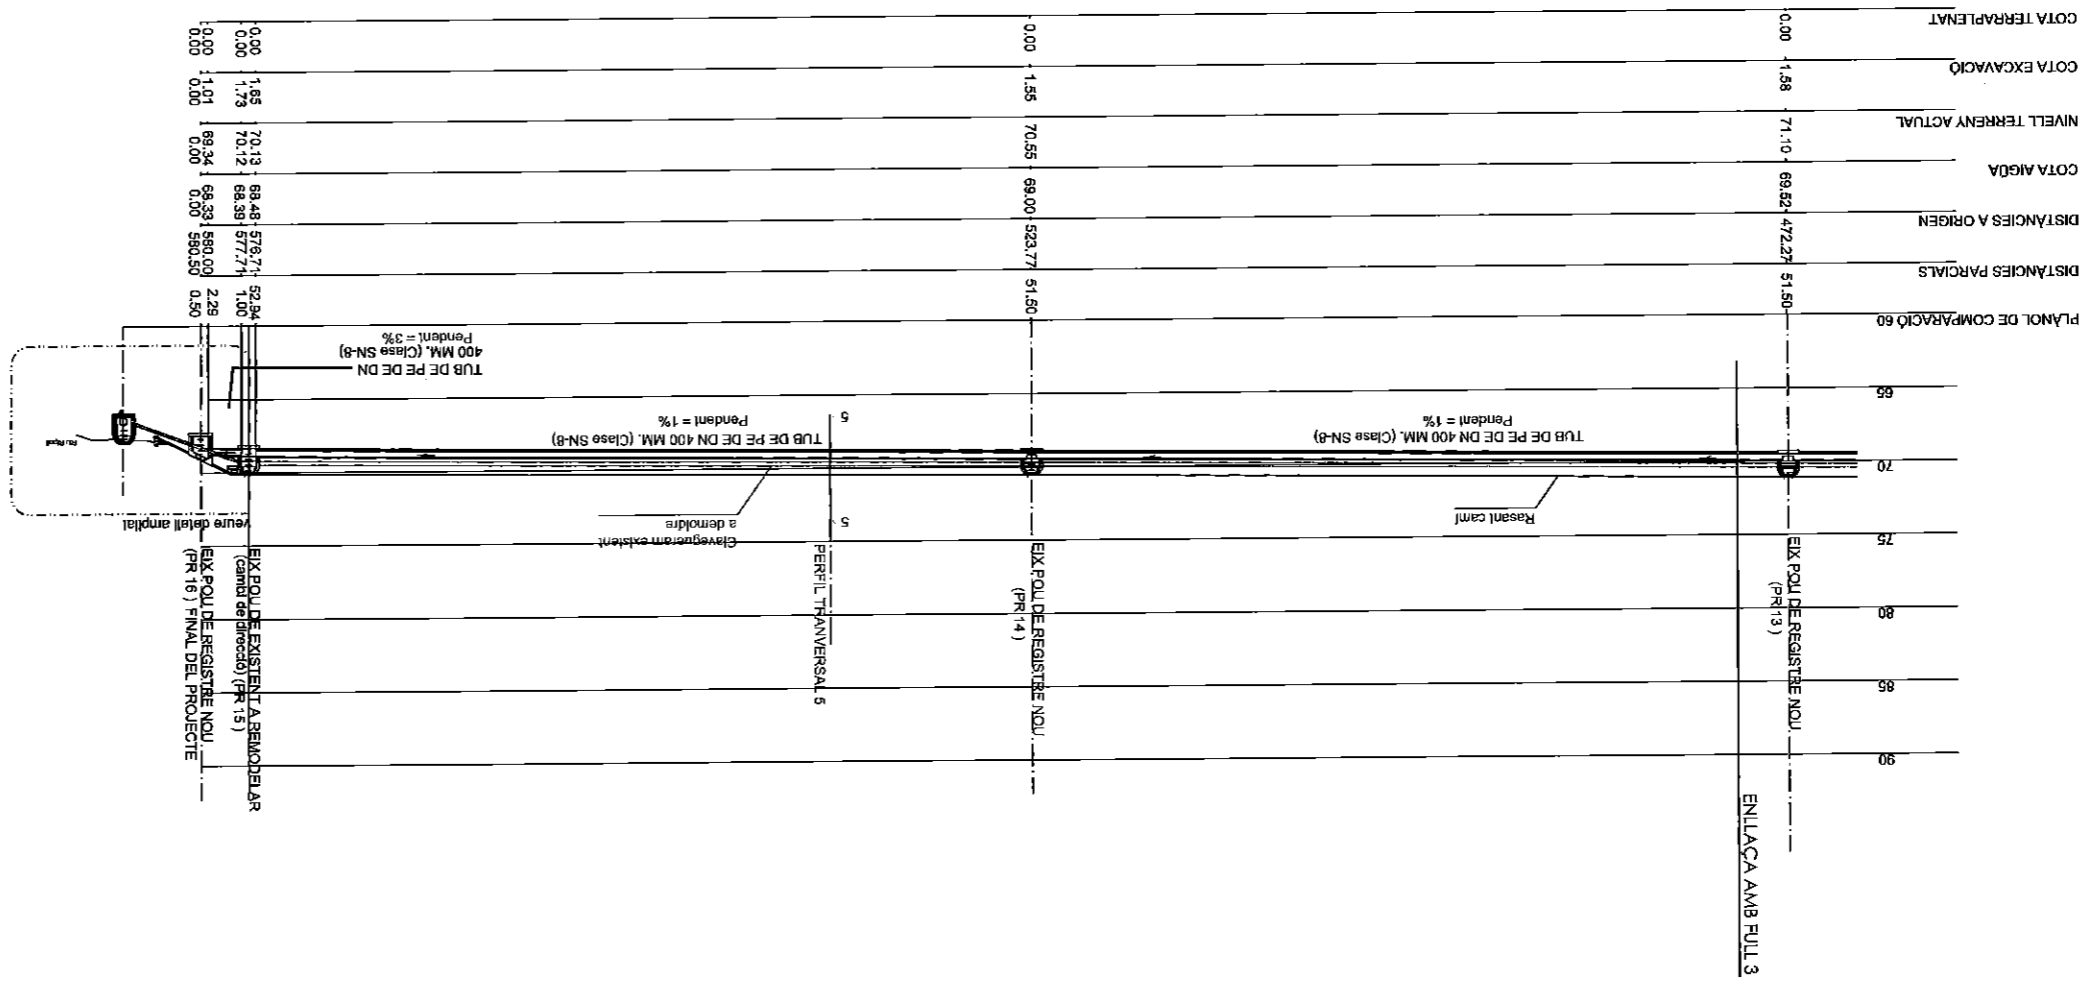 COTA TERRAPLENAT
0.00
0.00
0.00
0.00
0.00
0.00
COTA EXCAVACIÓ
1.58
1.55
1.65
1.73
1.01
0.00
NIVELL TERRENY ACTUAL
71.10
70.55
70.13
70.12
69.34
0.00
COTA AIGÜA
69.52
69.00
68.48
68.39
68.33
0.00
DISTÀNCIES A ORIGEN
472.27
523.77
576.71
577.71
580.00
580.50
DISTÀNCIES PARCIALS
51.50
51.50
52.94
1.00
2.29
0.50
PLÀNOL DE COMPARACIÓ 60
65
70
75
80
85
90
TUB DE PE DE DN
400 MM. (Clase SN-8)
Pendent = 3%
TUB DE PE DE DN 400 MM. (Clase SN-8)
Pendent = 1%
TUB DE PE DE DN 400 MM. (Clase SN-8)
Pendent = 1%
5
5
Rasant camí
Clavegueram existent
a demoldre
veure detall ampliat
EIX POU DE REGISTRE NOU
(PR 13 )
EIX POU DE REGISTRE NOU
(PR 14 )
PERFIL TRANVERSAL 5
EIX POU DE EXISTENT A REMODELAR
(cambi de direcció) (PR 15 )
EIX POU DE REGISTRE NOU
(PR 16 ) FINAL DEL PROJECTE
ENLLAÇA AMB FULL 3